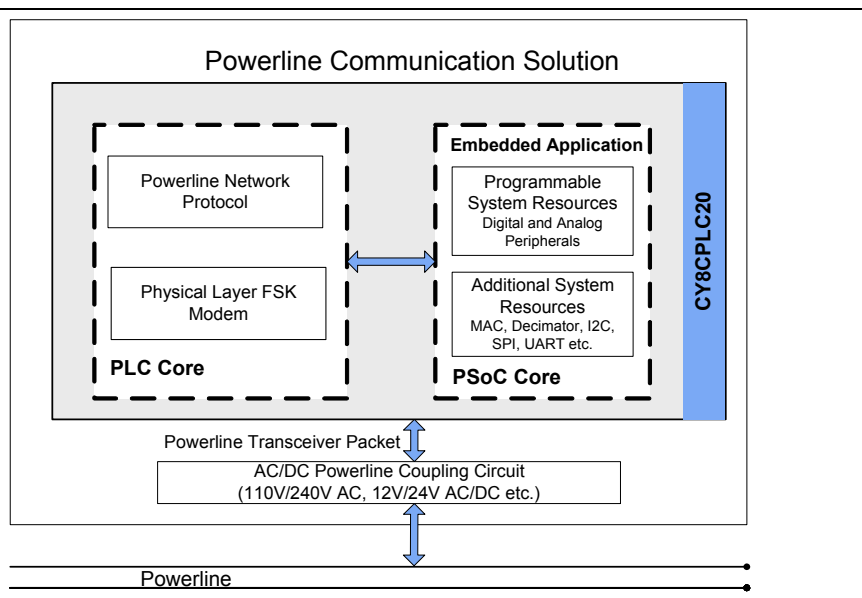 Powerline Communication Solution
Powerline Network
Protocol
Physical Layer FSK
Modem
PLC Core
Embedded Application
Programmable
System Resources
Digital and Analog
Peripherals
Additional System
Resources
MAC, Decimator, I2C,
SPI, UART etc.
PSoC Core
CY8CPLC20
Powerline Transceiver Packet
AC/DC Powerline Coupling Circuit
(110V/240V AC, 12V/24V AC/DC etc.)
Powerline